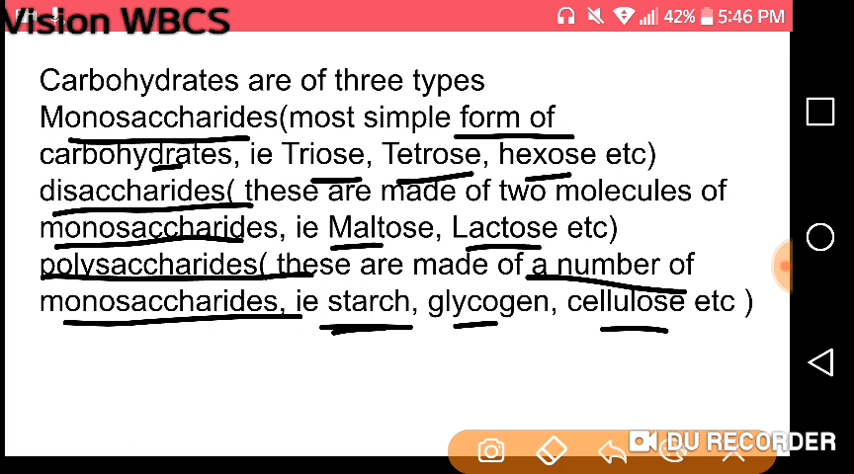 Vision WBCS
42% 5:46 PM
Carbohydrates are of three types
Monosaccharides(most simple form of
carbohydrates, ie Triose, Tetrose, hexose etc)
disaccharides( these are made of two molecules of
monosaccharides, ie Maltose, Lactose etc)
polysaccharides( these are made of a number of
monosaccharides, ie starch, glycogen, cellulose etc )
DU RECORDER